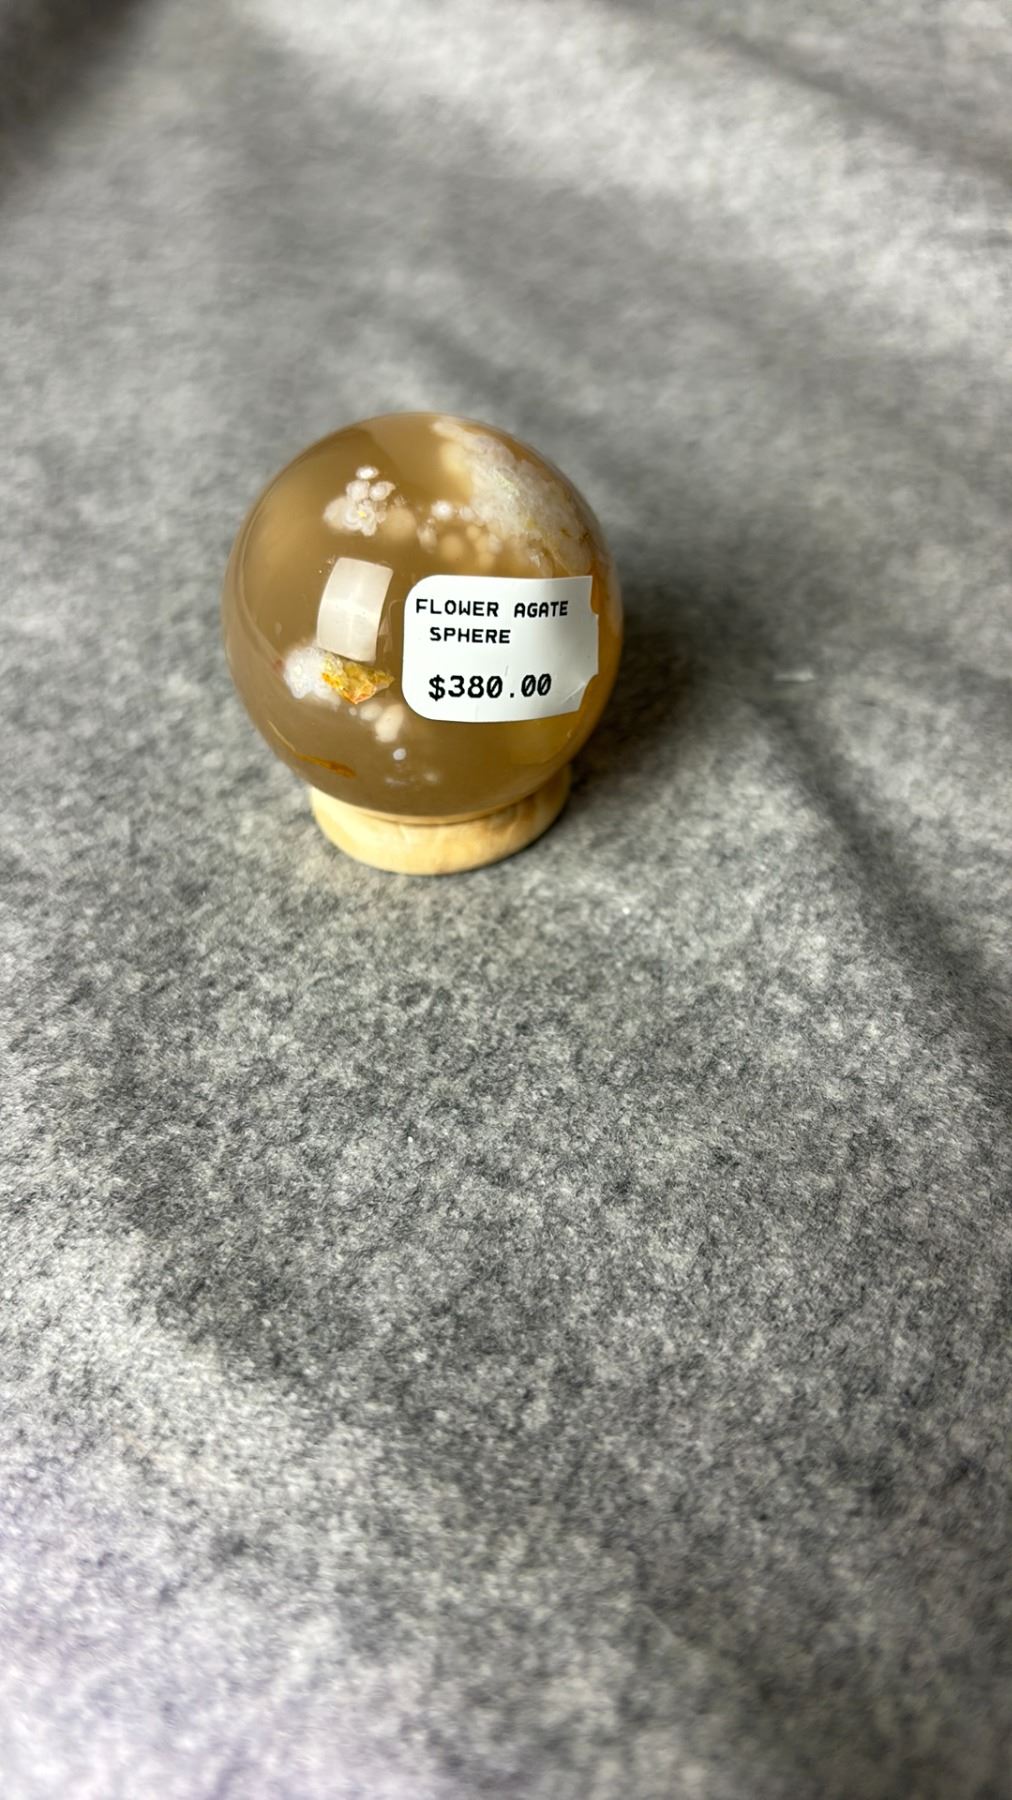 FLOWER AGATE
SPHERE
$380.00